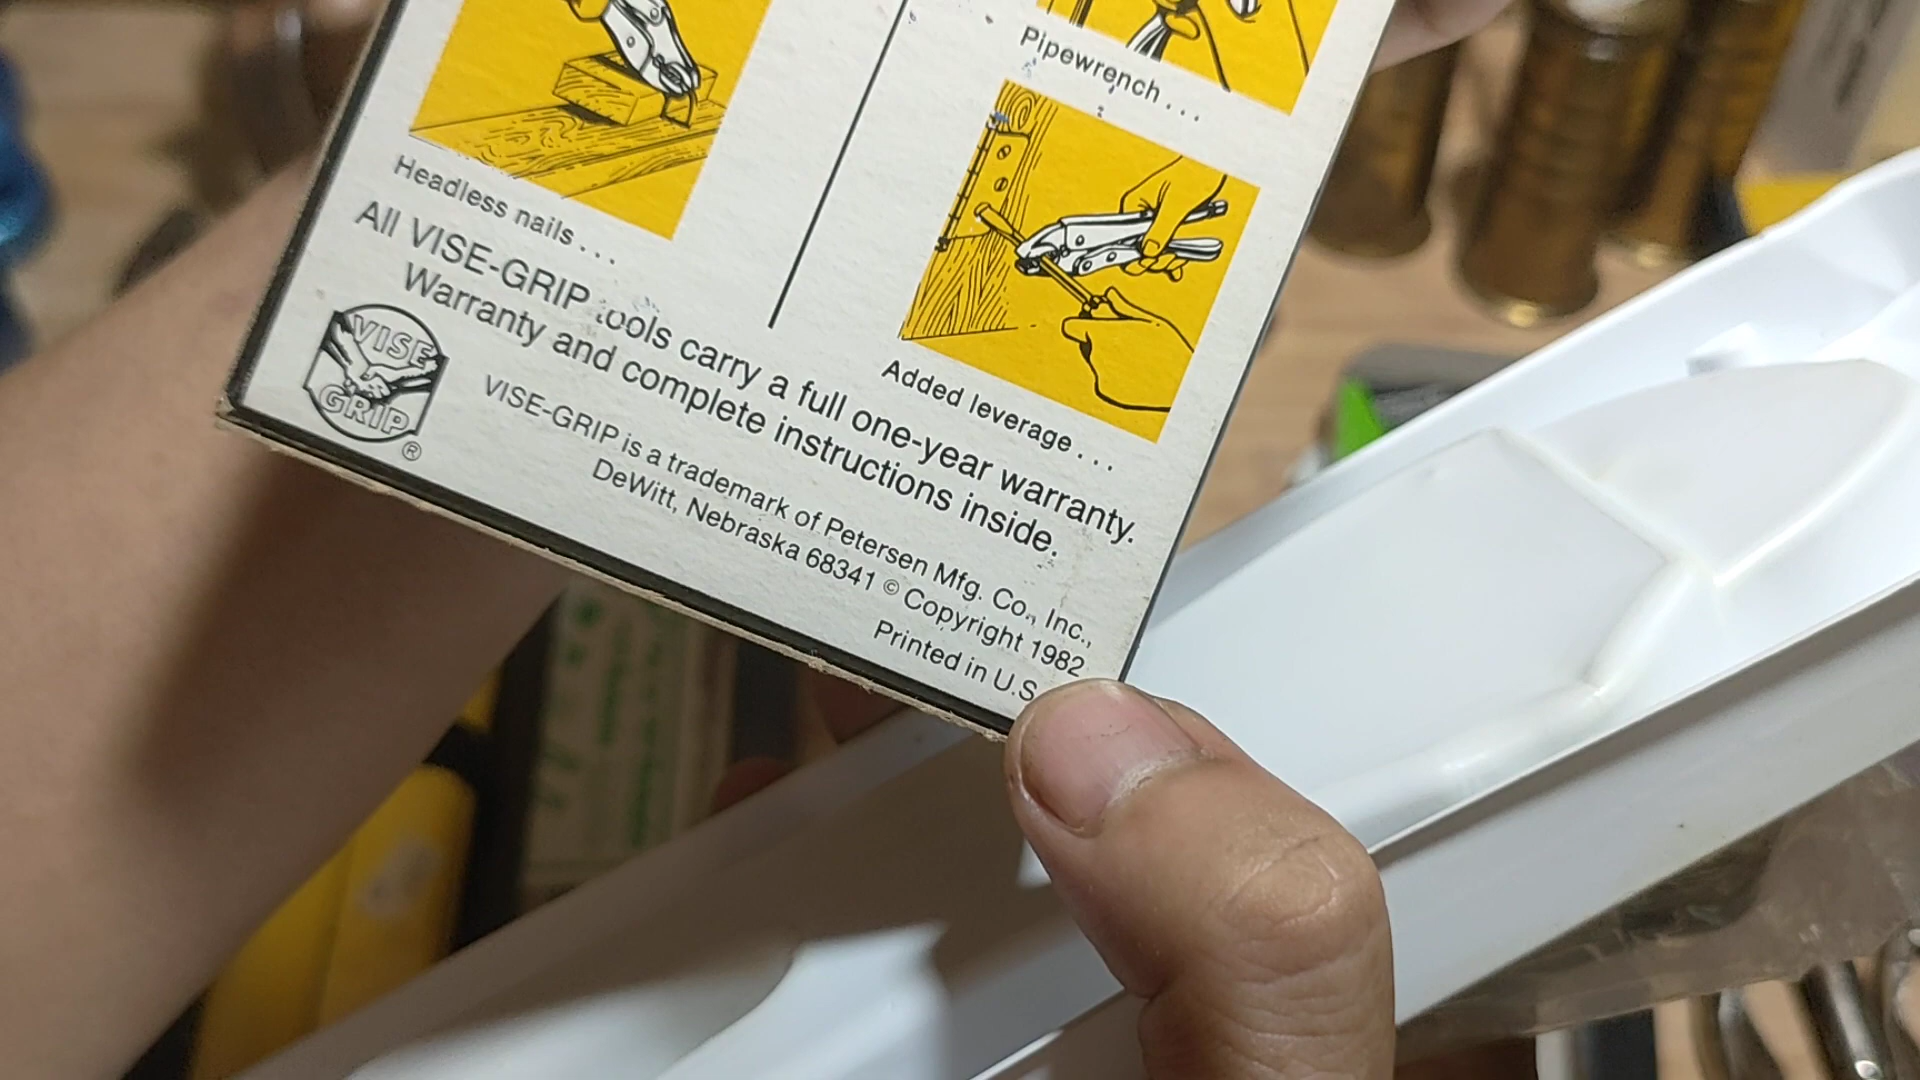 Pipewrench . . .
Headless nails . . .
Added leverage . . .
All VISE-GRIP tools carry a full one-year warranty.
Warranty and complete instructions inside.
VISE
GRIP
®
VISE-GRIP is a trademark of Petersen Mfg. Co., Inc.,
DeWitt, Nebraska 68341 © Copyright 1982
Printed in U.S